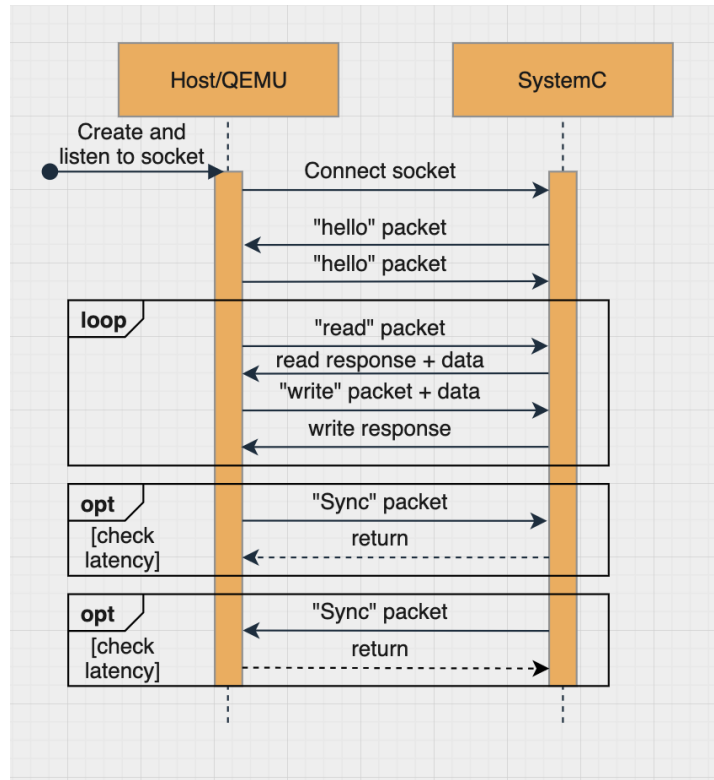 Host/QEMU
SystemC
Create and
listen to socket
Connect socket
"hello" packet
"hello" packet
loop
"read" packet
read response + data
"write" packet + data
write response
opt
"Sync" packet
[check
latency]
return
opt
"Sync" packet
[check
latency]
return